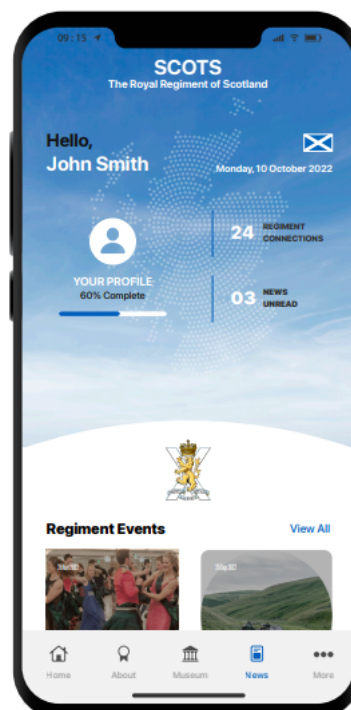 09:15
SCOTS
The Royal Regiment of Scotland
Hello,
John Smith
Monday, 10 October 2022
24 REGIMENT
CONNECTIONS
YOUR PROFILE
60% Complete
03 NEWS
UNREAD
Regiment Events
View All
Home
About
Museum
News
More